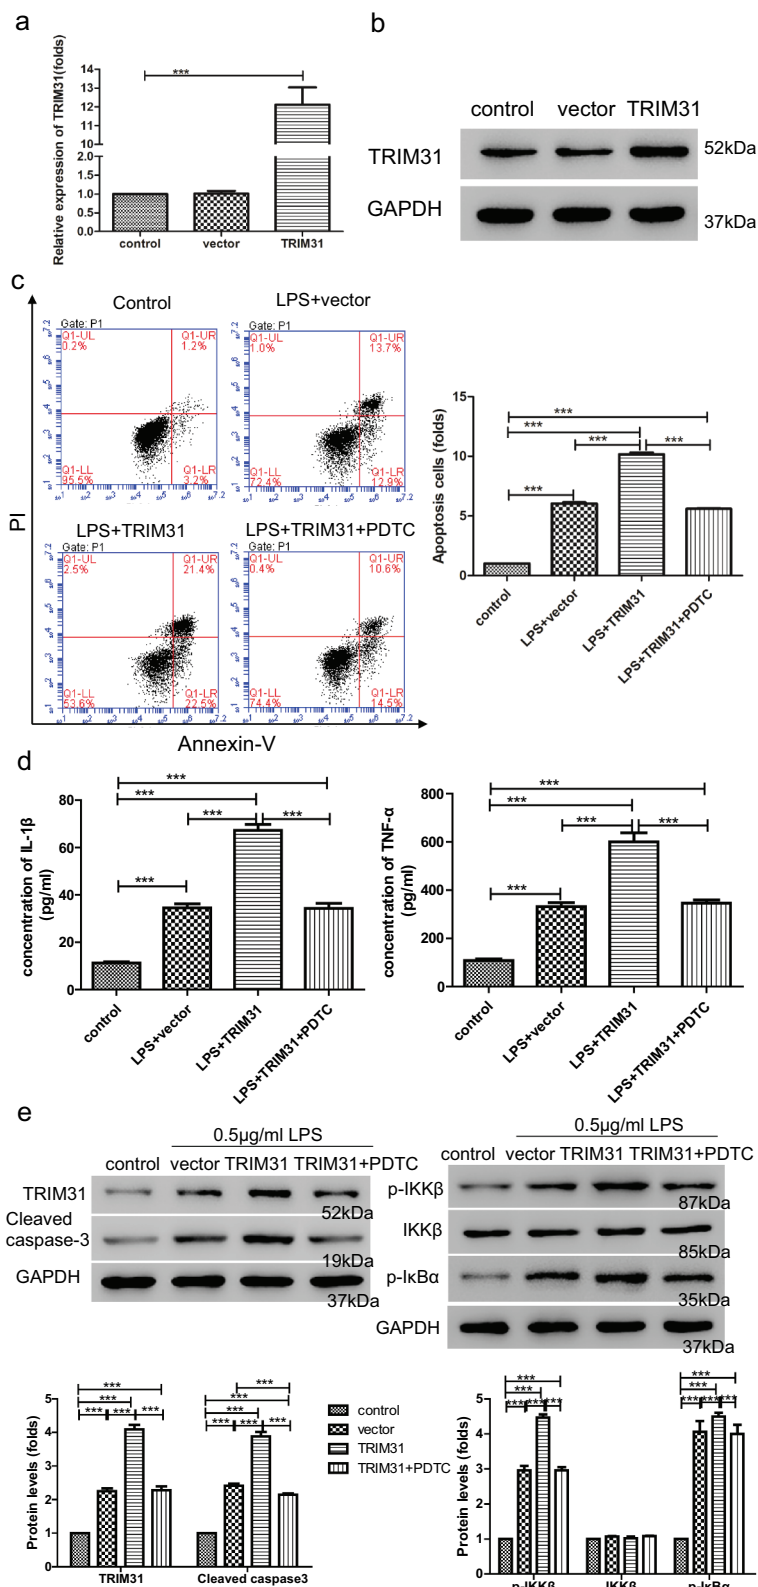 a
Relative expression of TRIM31(folds)
14
13
12
11
10
2.0
1.5
1.0
0.5
0.0
***
control
vector
TRIM31
b
control vector TRIM31
TRIM31
52kDa
GAPDH
37kDa
c
Control
Gate: P1
Q1-UL
0.2%
Q1-UR
1.2%
Q1-LL
95.5%
Q1-LR
3.2%
LPS+vector
Gate: P1
Q1-UL
1.0%
Q1-UR
13.7%
Q1-LL
72.4%
Q1-LR
12.9%
LPS+TRIM31
Gate: P1
Q1-UL
2.5%
Q1-UR
21.4%
Q1-LL
53.6%
Q1-LR
22.5%
LPS+TRIM31+PDTC
Gate: P1
Q1-UL
0.4%
Q1-UR
10.6%
Q1-LL
74.4%
Q1-LR
14.5%
PI
Annexin-V
Apoptosis cells (folds)
15
10
5
0
***
***
*** ***
***
control
LPS+vector
LPS+TRIM31
LPS+TRIM31+PDTC
d
concentration of IL-1β
(pg/ml)
80
60
40
20
0
***
***
*** ***
***
control
LPS+vector
LPS+TRIM31
LPS+TRIM31+PDTC
concentration of TNF-α
(pg/ml)
800
600
400
200
0
***
***
*** ***
***
control
LPS+vector
LPS+TRIM31
LPS+TRIM31+PDTC
e
0.5μg/ml LPS
control vector TRIM31 TRIM31+PDTC
TRIM31
52kDa
Cleaved
caspase-3
19kDa
GAPDH
37kDa
0.5μg/ml LPS
control vector TRIM31 TRIM31+PDTC
p-IKKβ
87kDa
IKKβ
85kDa
p-IκBα
35kDa
GAPDH
37kDa
Protein levels (folds)
5
4
3
2
1
0
***
***
*** *** ***
***
***
***
*** *** ***
TRIM31
Cleaved caspase3
control
vector
TRIM31
TRIM31+PDTC
Protein levels (folds)
5
4
3
2
1
0
***
***
*** *** ***
***
***
*** *** ***
p-IKKβ
IKKβ
p-IκBα